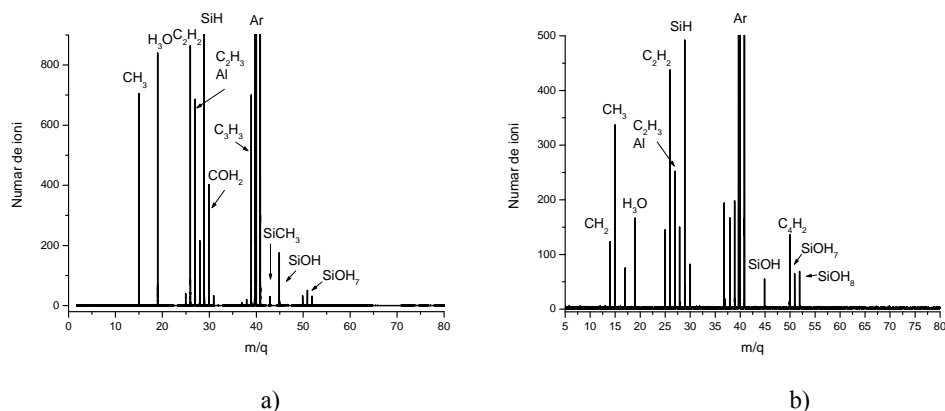 SiH
Ar
H₃O
C₂H₂
C₂H₃
Al
CH₃
C₃H₃
COH₂
SiCH₃
SiOH
SiOH₇
Numar de ioni
800
600
400
200
0
0 10 20 30 40 50 60 70 80
m/q
a)
Ar
SiH
C₂H₂
CH₃
C₂H₃
Al
H₃O
CH₂
C₄H₂
SiOH
SiOH₇
SiOH₈
Numar de ioni
500
400
300
200
100
0
5 10 15 20 25 30 35 40 45 50 55 60 65 70 75 80
m/q
b)